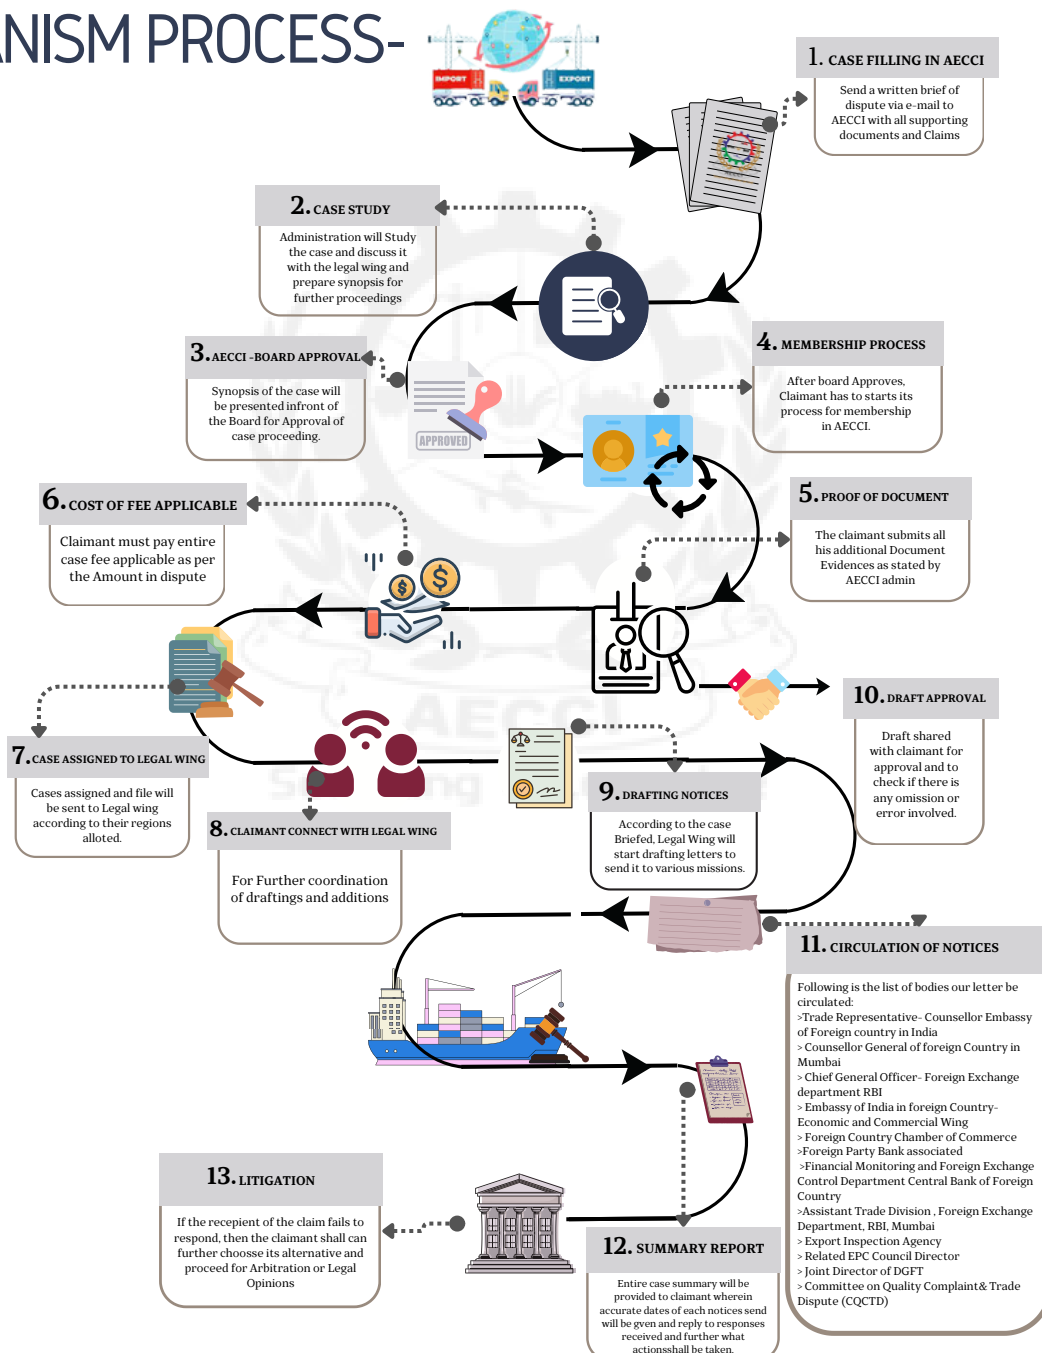 ANISM PROCESS-
IMPORT
EXPORT
1. CASE FILLING IN AECCI
Send a written brief of
dispute via e-mail to
AECCI with all supporting
documents and Claims
2. CASE STUDY
Administration will Study
the case and discuss it
with the legal wing and
prepare synopsis for
further proceedings
3. AECCI -BOARD APPROVAL
Synopsis of the case will
be presented infront of
the Board for Approval of
case proceeding.
APPROVED
4. MEMBERSHIP PROCESS
After board Approves,
Claimant has to starts its
process for membership
in AECCI.
5. PROOF OF DOCUMENT
The claimant submits all
his additional Document
Evidences as stated by
AECCI admin
6. COST OF FEE APPLICABLE
Claimant must pay entire
case fee applicable as per
the Amount in dispute
7. CASE ASSIGNED TO LEGAL WING
Cases assigned and file will
be sent to Legal wing
according to their regions
alloted.
8. CLAIMANT CONNECT WITH LEGAL WING
For Further coordination
of draftings and additions
9. DRAFTING NOTICES
According to the case
Briefed, Legal Wing will
start drafting letters to
send it to various missions.
10. DRAFT APPROVAL
Draft shared
with claimant for
approval and to
check if there is
any omission or
error involved.
AECCI
11. CIRCULATION OF NOTICES
Following is the list of bodies our letter be
circulated:
>Trade Representative- Counsellor Embassy
of Foreign country in India
> Counsellor General of foreign Country in
Mumbai
> Chief General Officer- Foreign Exchange
department RBI
> Embassy of India in foreign Country-
Economic and Commercial Wing
> Foreign Country Chamber of Commerce
>Foreign Party Bank associated
>Financial Monitoring and Foreign Exchange
Control Department Central Bank of Foreign
Country
>Assistant Trade Division , Foreign Exchange
Department, RBI, Mumbai
> Export Inspection Agency
> Related EPC Council Director
> Joint Director of DGFT
> Committee on Quality Complaint& Trade
Dispute (CQCTD)
12. SUMMARY REPORT
Entire case summary will be
provided to claimant wherein
accurate dates of each notices send
will be gven and reply to responses
received and further what
actionsshall be taken.
13. LITIGATION
If the recepient of the claim fails to
respond, then the claimant shall can
further choosse its alternative and
proceed for Arbitration or Legal
Opinions